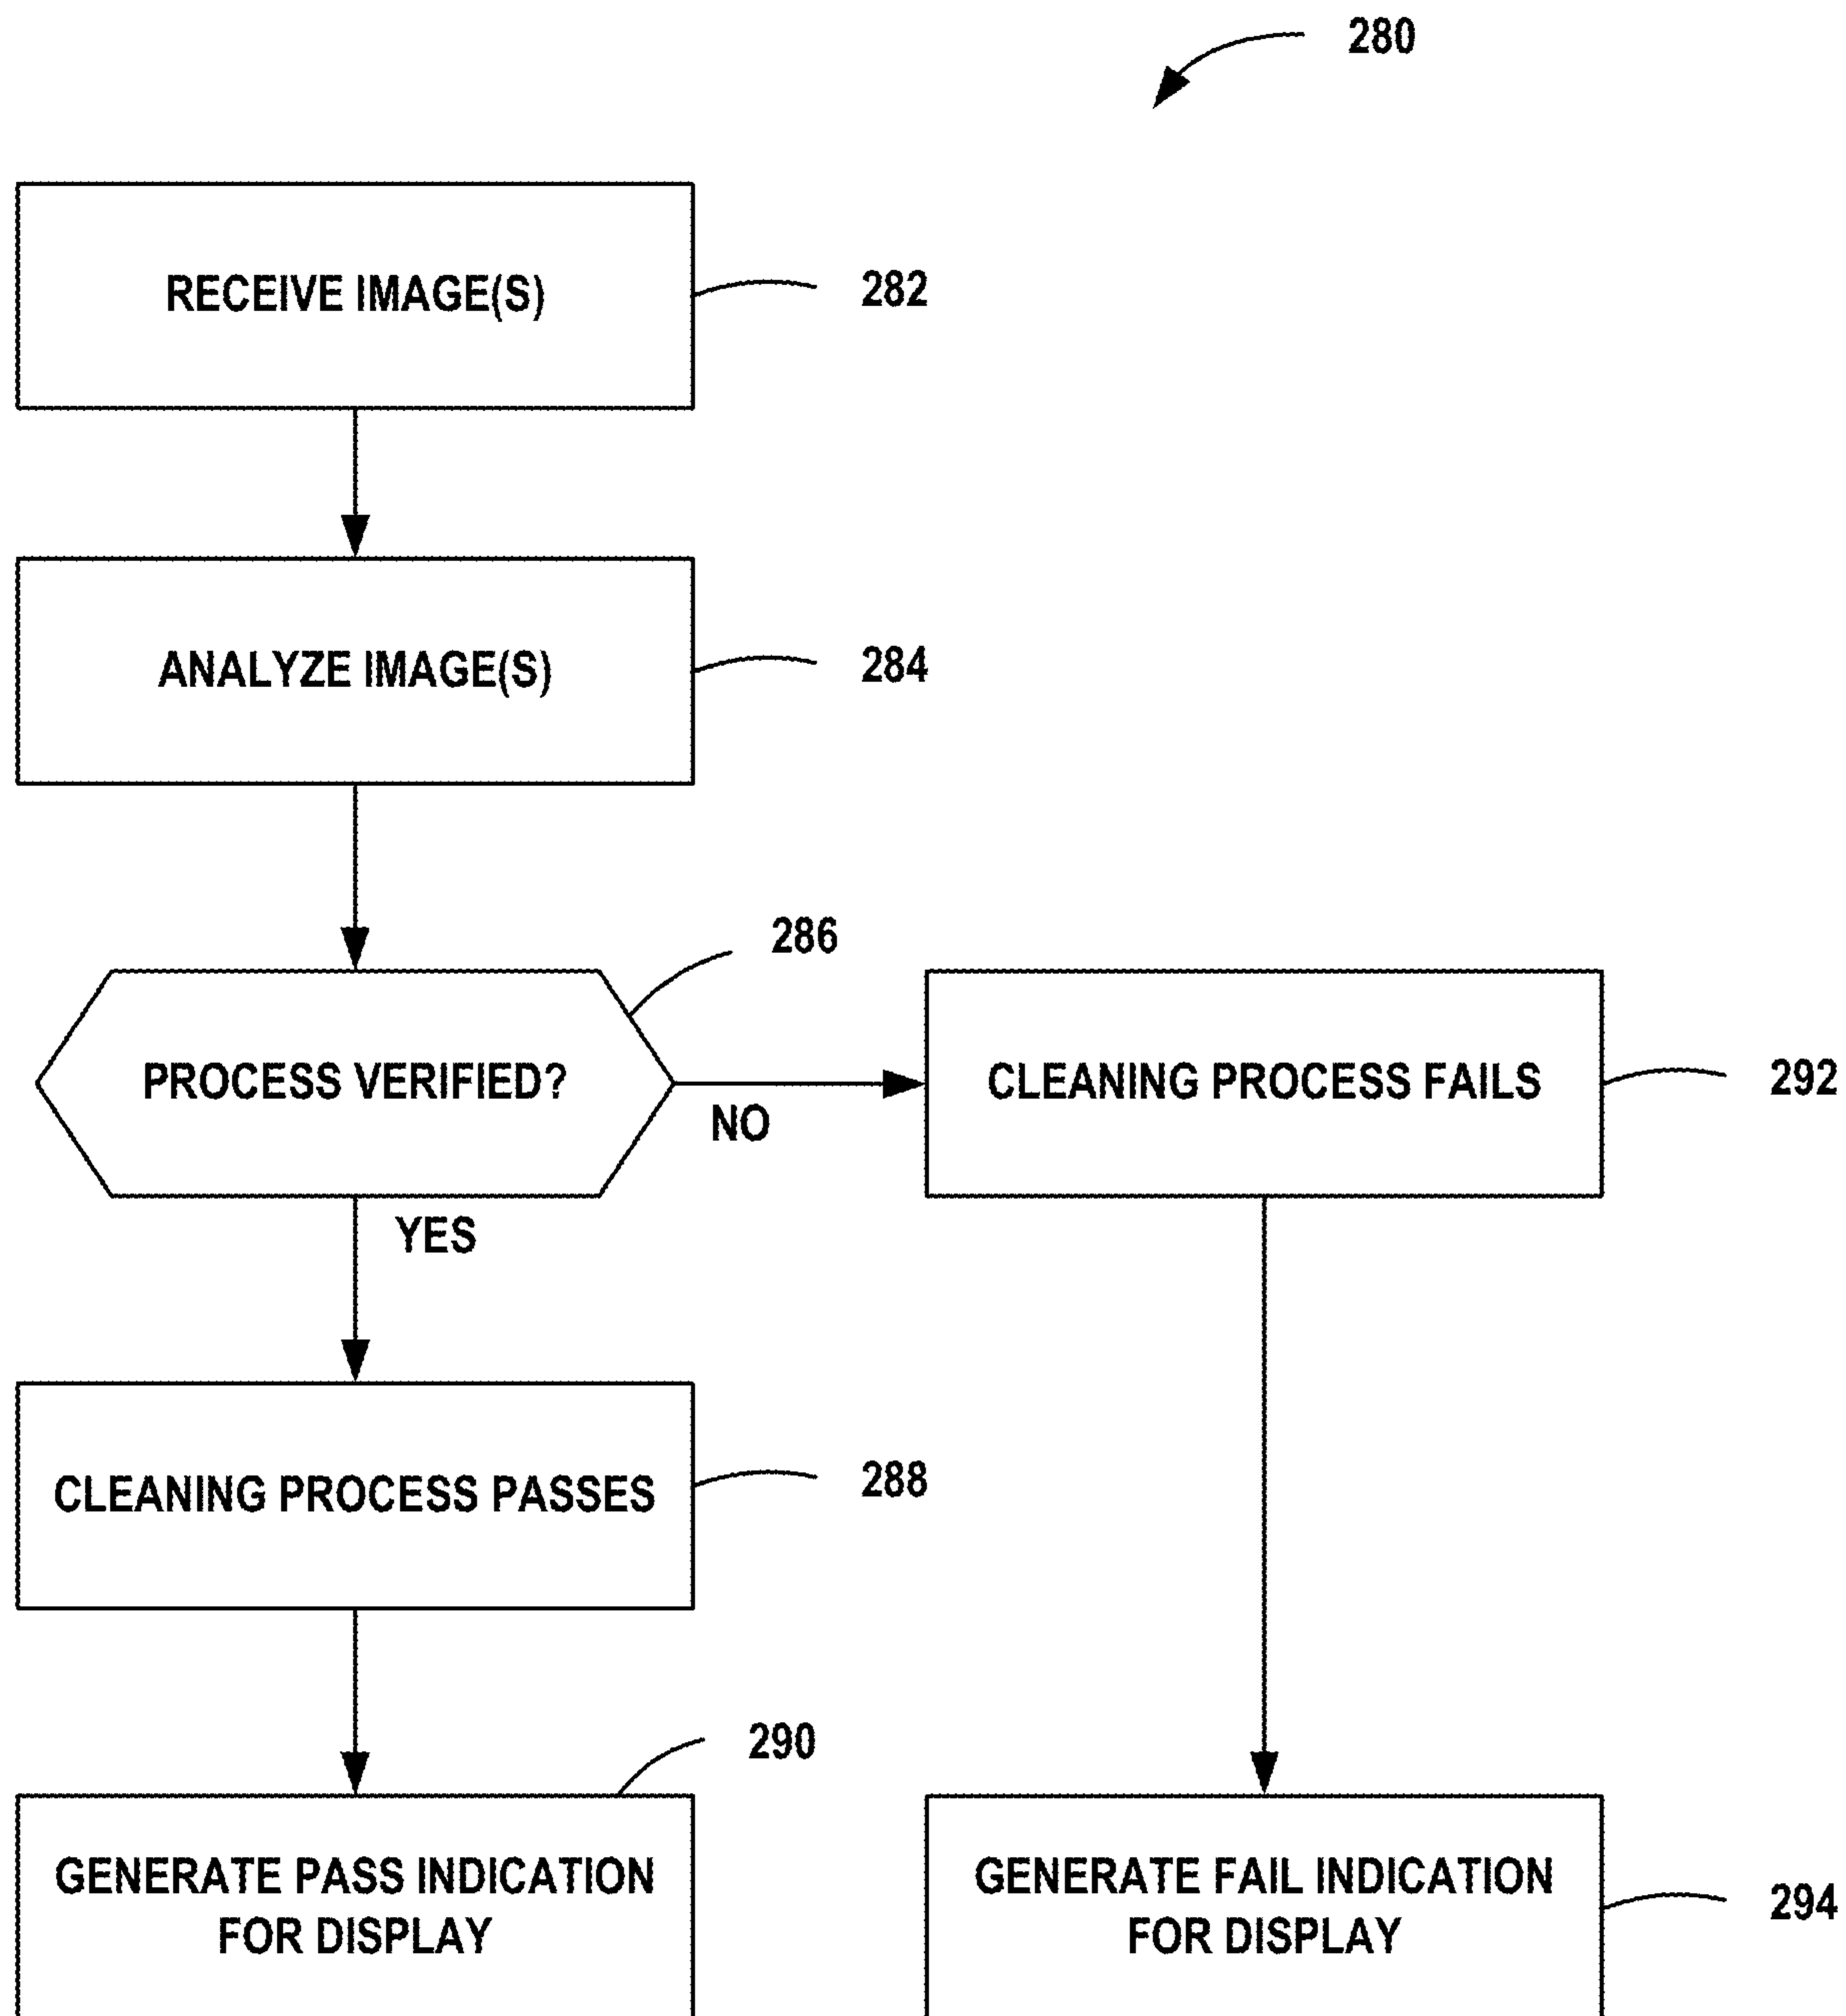 280
RECEIVE IMAGE(S)
282
ANALYZE IMAGE(S)
284
286
PROCESS VERIFIED?
NO
CLEANING PROCESS FAILS
292
YES
CLEANING PROCESS PASSES
288
290
GENERATE PASS INDICATION
FOR DISPLAY
GENERATE FAIL INDICATION
FOR DISPLAY
294